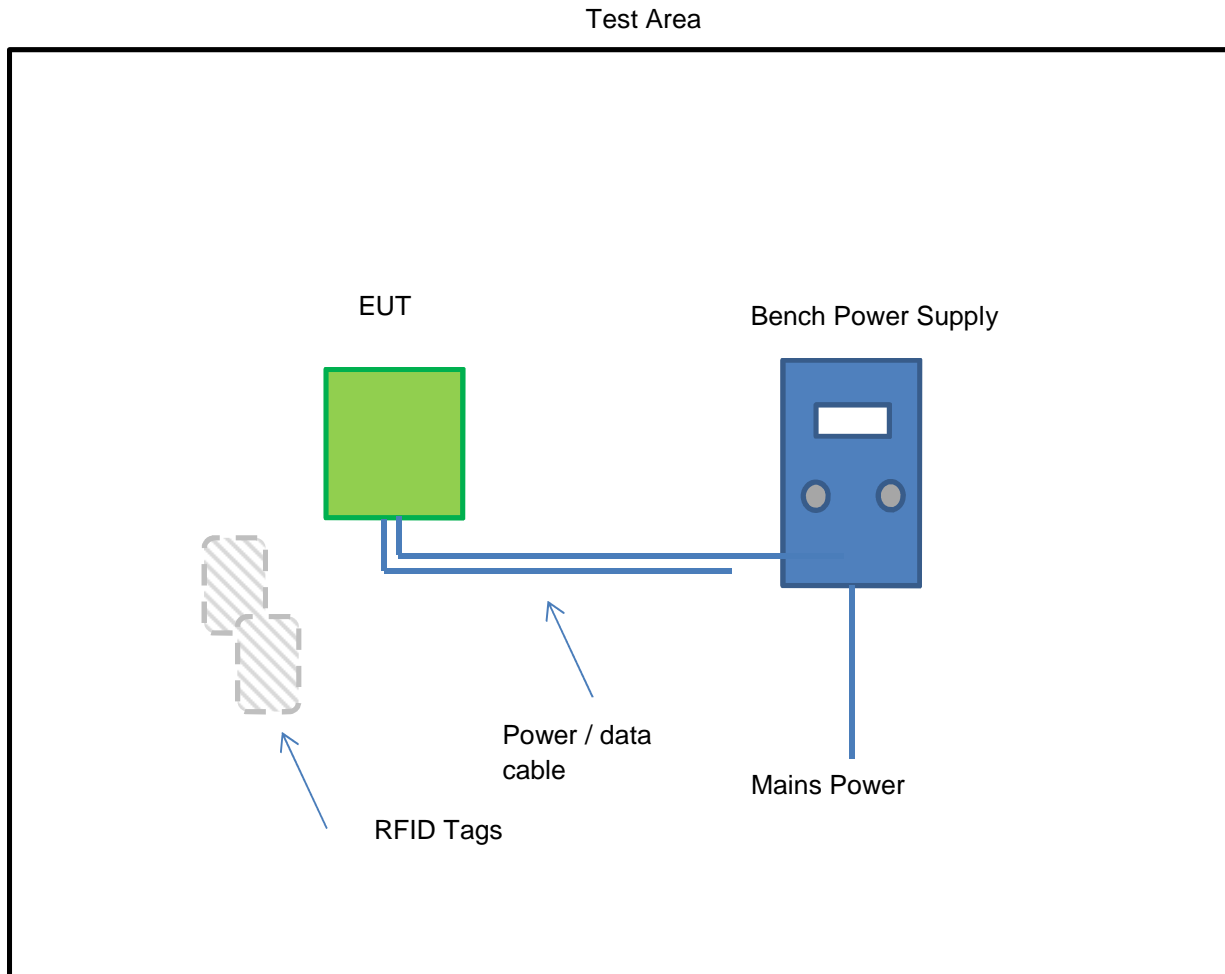 Test Area
EUT
Bench Power Supply
Power / data
cable
Mains Power
RFID Tags